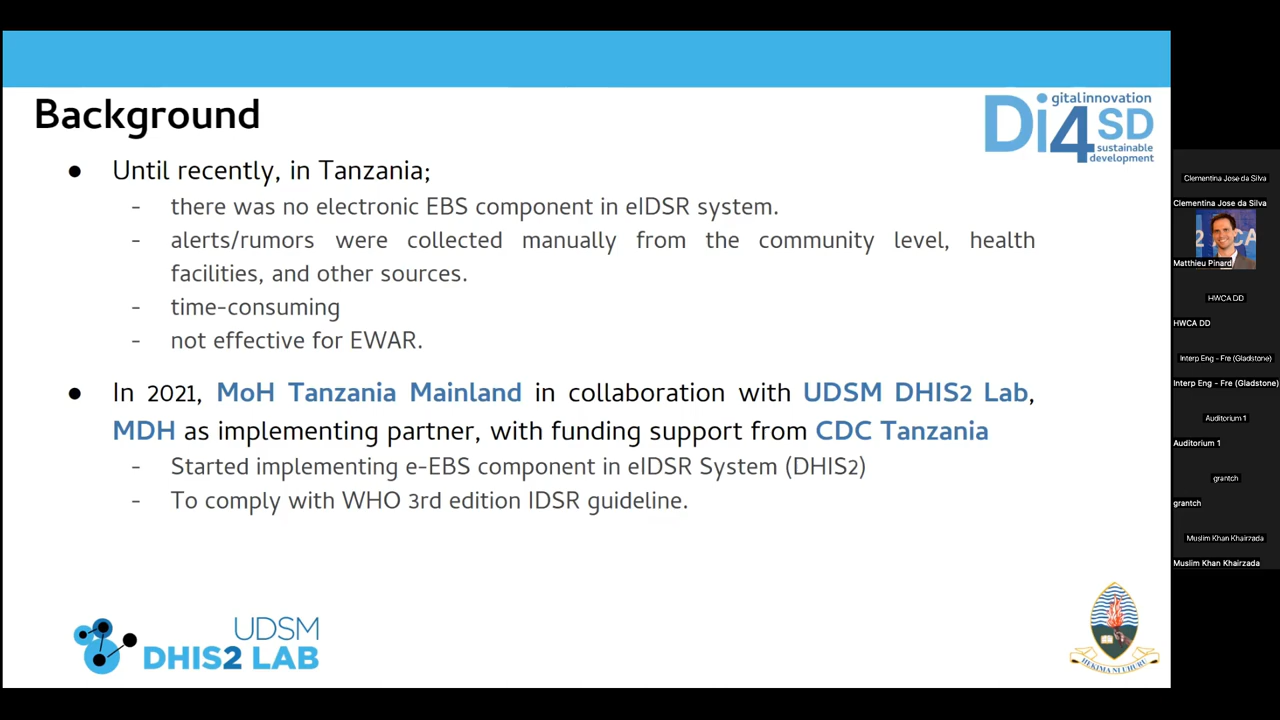 Background
Di4SD
gital innovation
sustainable
development
● Until recently, in Tanzania;
- there was no electronic EBS component in eIDSR system.
- alerts/rumors were collected manually from the community level, health
facilities, and other sources.
- time-consuming
- not effective for EWAR.
● In 2021, MoH Tanzania Mainland in collaboration with UDSM DHIS2 Lab,
MDH as implementing partner, with funding support from CDC Tanzania
- Started implementing e-EBS component in eIDSR System (DHIS2)
- To comply with WHO 3rd edition IDSR guideline.
UDSM
DHIS2 LAB
HEKIMA NI UHURU
Clementina Jose da Silva
Clementina Jose da Silva
Matthieu Pinard
HWCA DD
HWCA DD
Interp Eng - Fre (Gladstone)
Interp Eng - Fre (Gladstone)
Auditorium 1
Auditorium 1
grantch
grantch
Muslim Khan Khairzada
Muslim Khan Khairzada